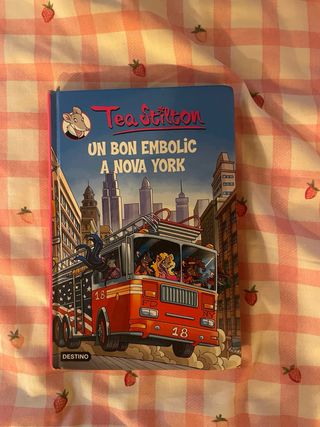 Tea Stilton
UN BON EMBOLIC
A NOVA YORK
18
18
DESTINO